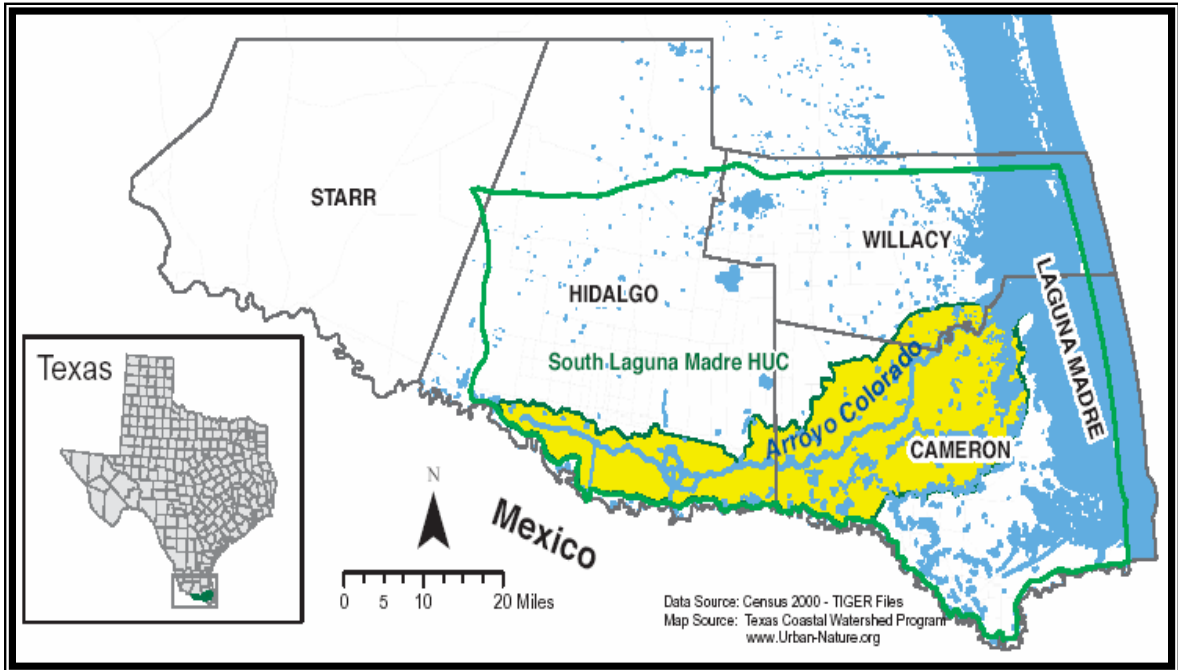 STARR
WILLACY
HIDALGO
LAGUNA MADRE
South Laguna Madre HUC
Arroyo Colorado
CAMERON
Texas
N
Mexico
0 5 10 20 Miles
Data Source: Census 2000 - TIGER Files
Map Source: Texas Coastal Watershed Program
www.Urban-Nature.org